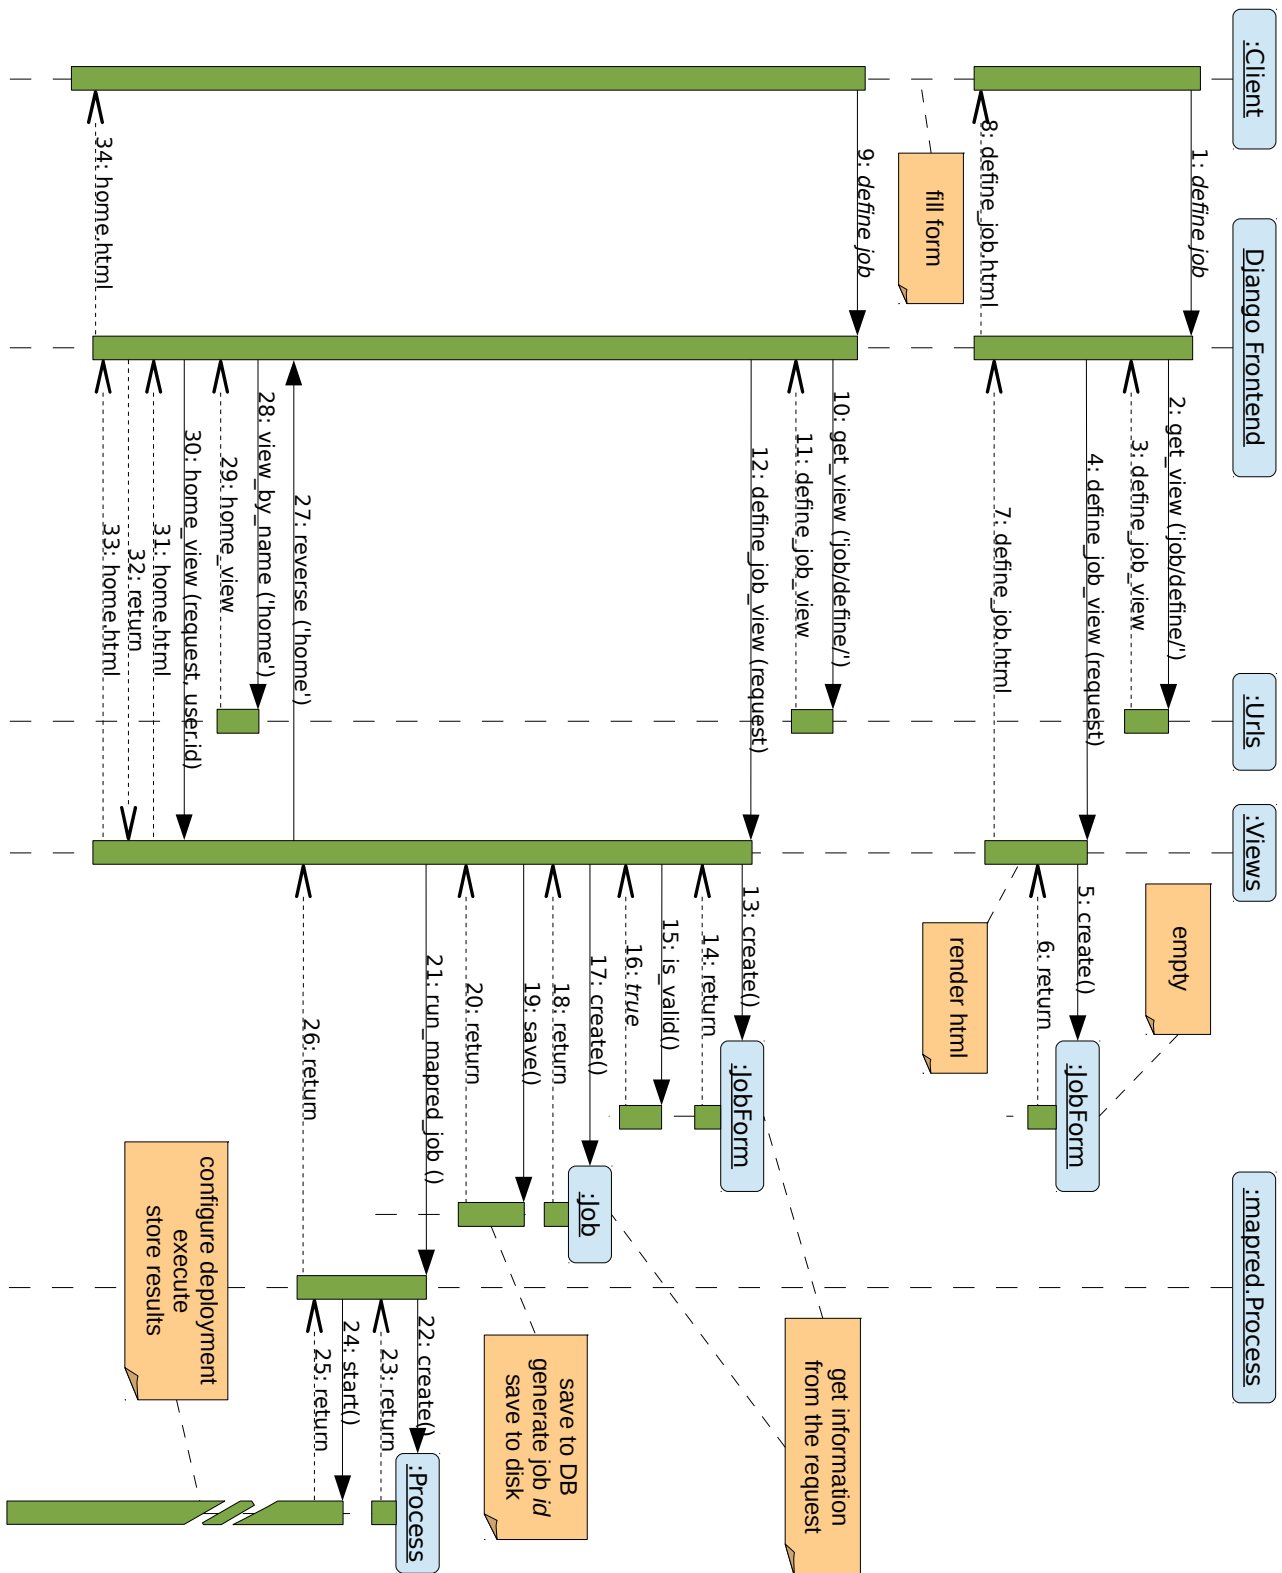 :Client
Django Frontend
:Urls
:Views
:mapred.Process
1: define job
2: get_view ('job/define/')
3: define_job_view
4: define_job_view (request)
empty
5: create()
:JobForm
6: return
render html
7: define_job.html
8: define_job.html
fill form
9: define job
10: get_view ('job/define/')
11: define_job_view
12: define_job_view (request)
13: create()
:JobForm
get information
from the request
14: return
15: is_valid()
16: true
17: create()
:Job
18: return
19: save()
save to DB
generate job id
save to disk
20: return
21: run_mapred_job ()
22: create()
:Process
23: return
24: start()
25: return
26: return
configure deployment
execute
store results
27: reverse ('home')
28: view_by_name ('home')
29: home_view
30: home_view (request, user.id)
31: home.html
32: return
33: home.html
34: home.html